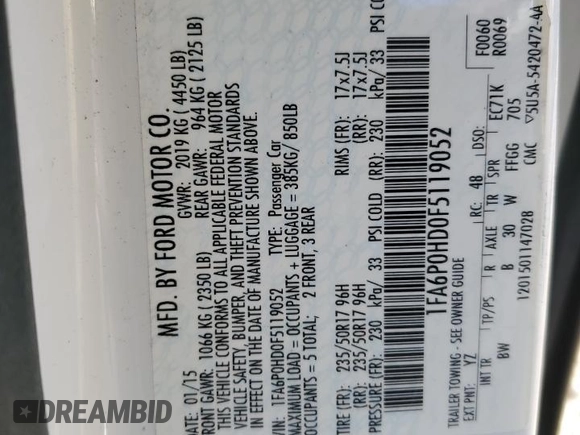 MFD. BY FORD MOTOR CO.
DATE: 01/15 GVWR: 2019 KG ( 4450 LB)
FRONT GAWR: 1066 KG ( 2350 LB) REAR GAWR: 964 KG ( 2125 LB)
THIS VEHICLE CONFORMS TO ALL APPLICABLE FEDERAL MOTOR
VEHICLE SAFETY, BUMPER, AND THEFT PREVENTION STANDARDS
IN EFFECT ON THE DATE OF MANUFACTURE SHOWN ABOVE.
VIN: 1FA6P0HD0F5119052 TYPE: Passenger Car
MAXIMUM LOAD = OCCUPANTS + LUGGAGE = 385KG/ 850LB
OCCUPANTS = 5 TOTAL; 2 FRONT, 3 REAR
TIRE (FR): 235/50R17 96H RIMS (FR): 17x7.5J
(RR): 235/50R17 96H (RR): 17x7.5J
PRESSURE (FR): 230 kPa/ 33 PSI COLD (RR): 230 kPa/ 33 PSI COLD
1FA6P0HD0F5119052 F0060
R0069
TRAILER TOWING - SEE OWNER GUIDE
EXT PNT: YZ RC: 48 DSO: EC71K
INT TR TP/PS R AXLE TR SPR 705
BW B 30 W FFGG
1201501147028 CMC 5U5A-5420472-AA
DREAMBID